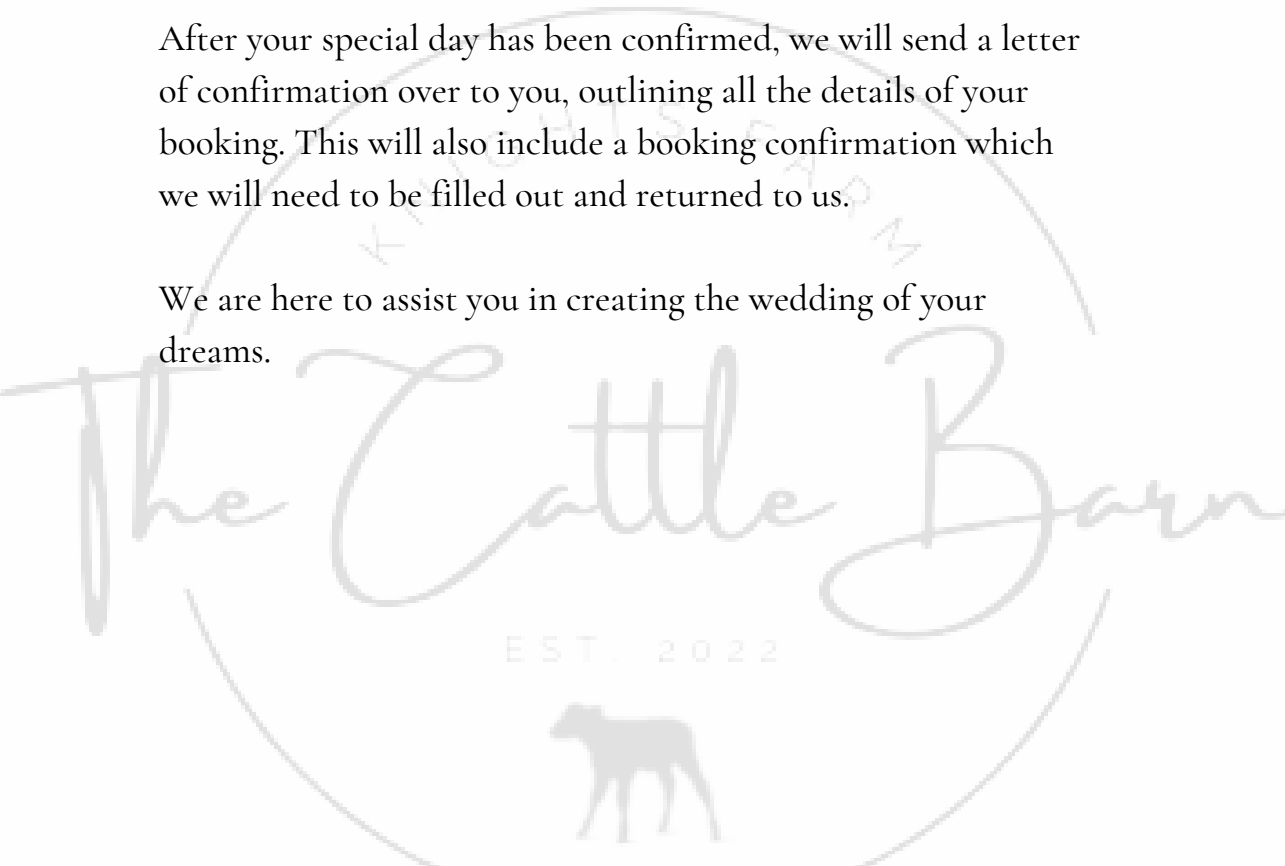 After your special day has been confirmed, we will send a letter
of confirmation over to you, outlining all the details of your
booking. This will also include a booking confirmation which
we will need to be filled out and returned to us.
We are here to assist you in creating the wedding of your
dreams.
KNIGHTS FARM
The Cattle Barn
EST. 2022